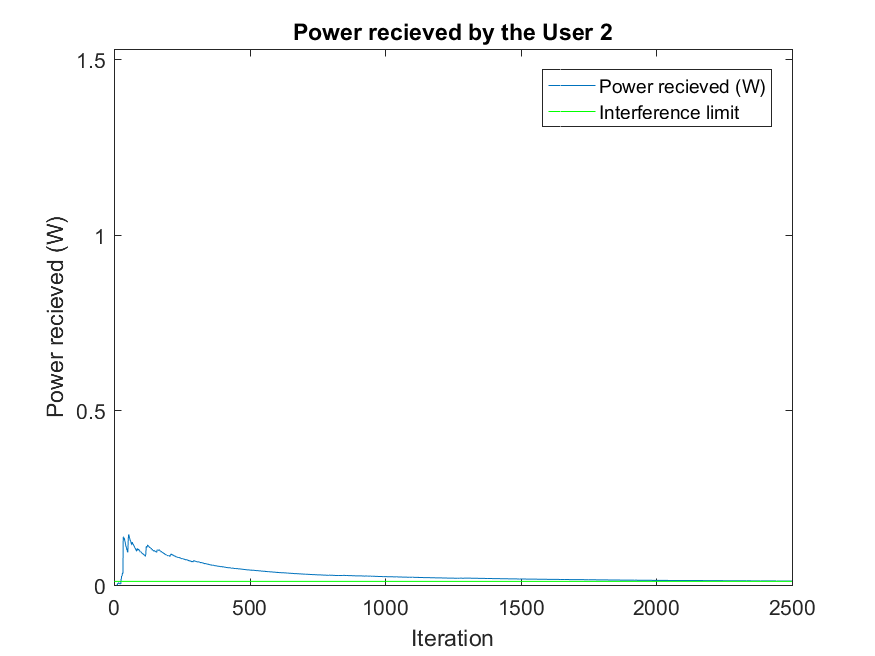 Power recieved by the User 2
1.5
Power recieved (W)
Interference limit
1
Power recieved (W)
0.5
0
0 500 1000 1500 2000 2500
Iteration